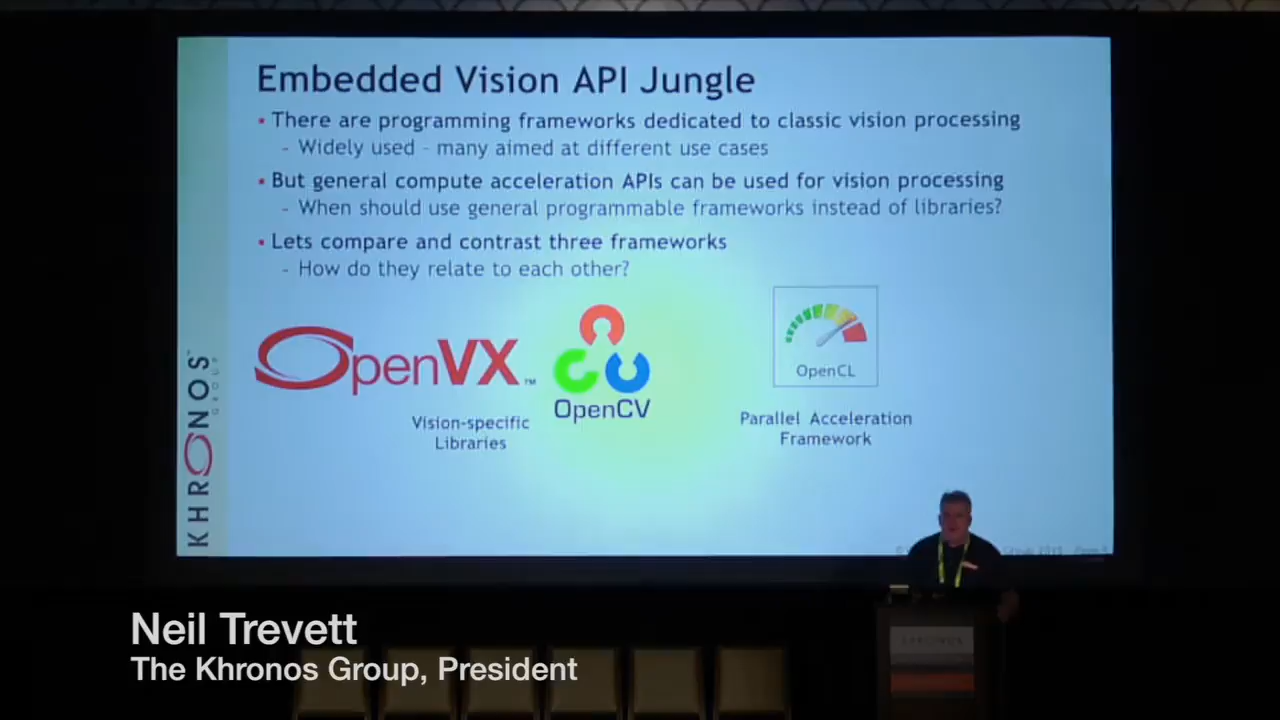 Embedded Vision API Jungle
• There are programming frameworks dedicated to classic vision processing
- Widely used - many aimed at different use cases
• But general compute acceleration APIs can be used for vision processing
- When should use general programmable frameworks instead of libraries?
• Lets compare and contrast three frameworks
- How do they relate to each other?
OpenVX™
OpenCV
OpenCL
Vision-specific
Libraries
Parallel Acceleration
Framework
KHRONOS™
GROUP
KHRONOS
Neil Trevett
The Khronos Group, President